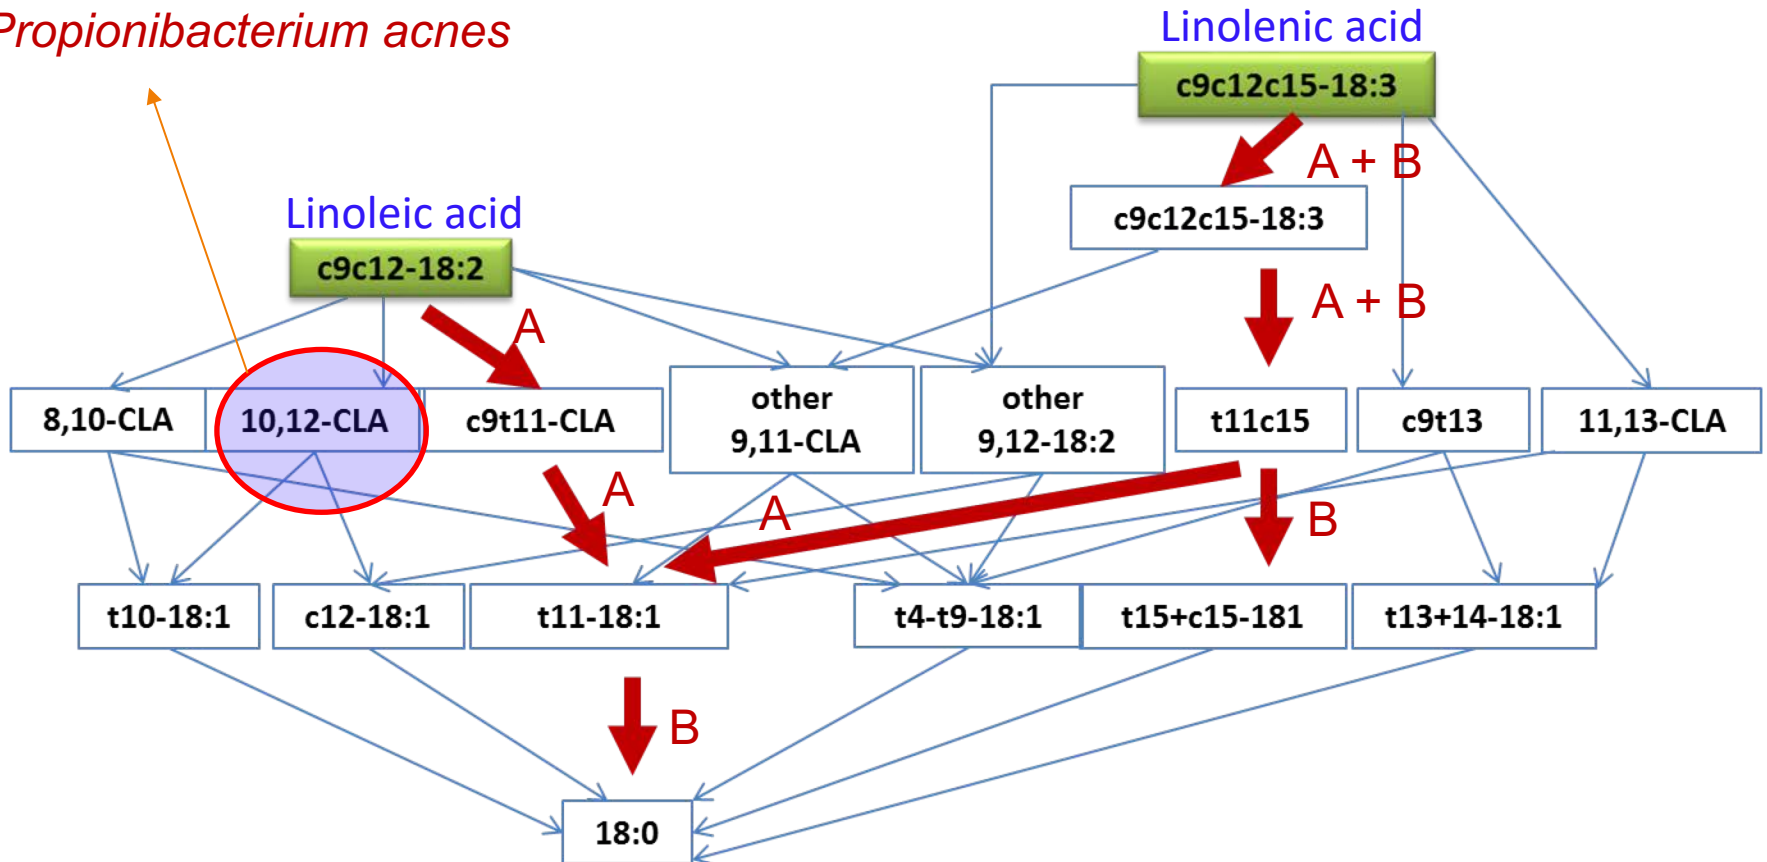 Propionibacterium acnes
Linolenic acid
c9c12c15-18:3
A + B
c9c12c15-18:3
Linoleic acid
c9c12-18:2
A + B
A
8,10-CLA
10,12-CLA
c9t11-CLA
other
9,11-CLA
other
9,12-18:2
t11c15
c9t13
11,13-CLA
A
A
B
t10-18:1
c12-18:1
t11-18:1
t4-t9-18:1
t15+c15-181
t13+14-18:1
B
18:0